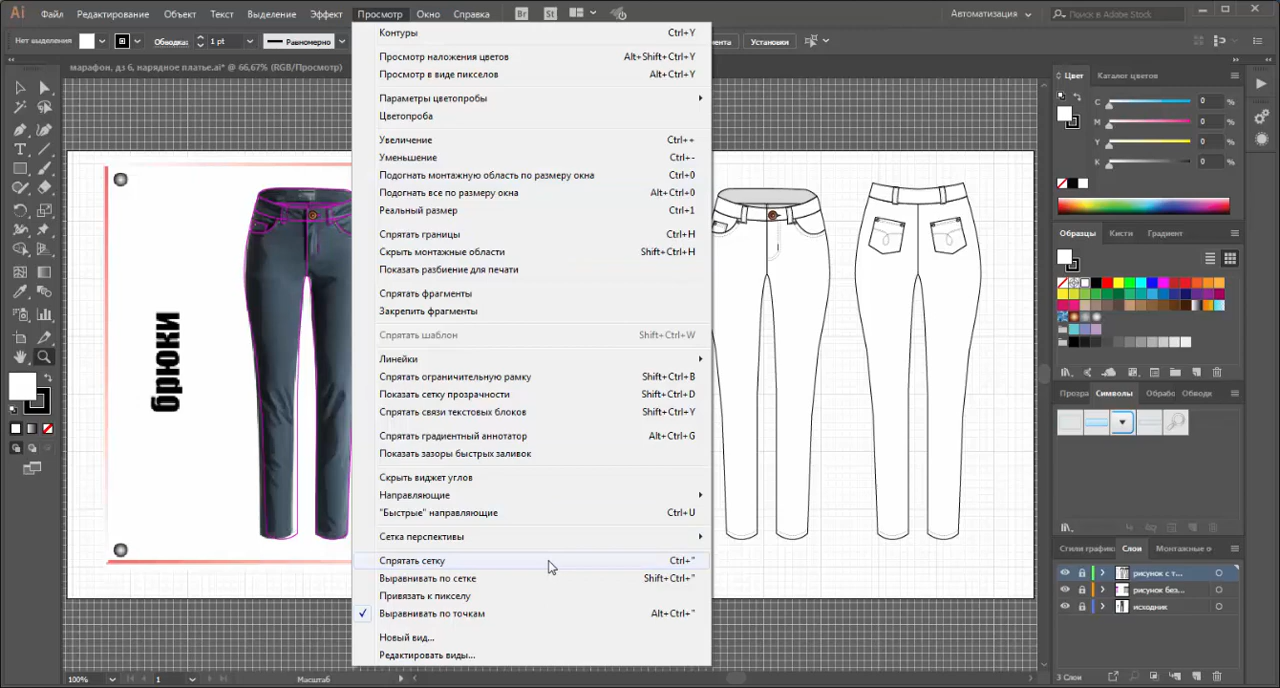 Ai Файл Редактирование Объект Текст Выделение Эффект Просмотр Окно Справка Br St Автоматизация Поиск в Adobe Stock
Нет выделения Обводка: 1 pt Равномерно Установки
марафон, дз 6, нарядное платье.ai* @ 66,67% (RGB/Просмотр)
Контуры Ctrl+Y
Просмотр наложения цветов Alt+Shift+Ctrl+Y
Просмотр в виде пикселов Alt+Ctrl+Y
Параметры цветопробы
Цветопроба
Увеличение Ctrl++
Уменьшение Ctrl+-
Подогнать монтажную область по размеру окна Ctrl+0
Подогнать все по размеру окна Alt+Ctrl+0
Реальный размер Ctrl+1
Спрятать границы Ctrl+H
Скрыть монтажные области Shift+Ctrl+H
Показать разбиение для печати
Спрятать фрагменты
Закрепить фрагменты
Спрятать шаблон Shift+Ctrl+W
Линейки
Спрятать ограничительную рамку Shift+Ctrl+B
Показать сетку прозрачности Shift+Ctrl+D
Спрятать связи текстовых блоков Shift+Ctrl+Y
Спрятать градиентный аннотатор Alt+Ctrl+G
Показать зазоры быстрых заливок
Скрыть виджет углов
Направляющие
"Быстрые" направляющие Ctrl+U
Сетка перспективы
Спрятать сетку Ctrl+"
Выравнивать по сетке Shift+Ctrl+"
Привязать к пикселу
Выравнивать по точкам Alt+Ctrl+"
Новый вид...
Редактировать виды...
брюки
Цвет Каталог цветов
C 0 %
M 0 %
Y 0 %
K 0 %
Образцы Кисти Градиент
Прозра Символы Обрабо Обводк
Стили график Слои Монтажные о
рисунок с т...
рисунок без...
исходник
3 Слои
100% 1 Масштаб